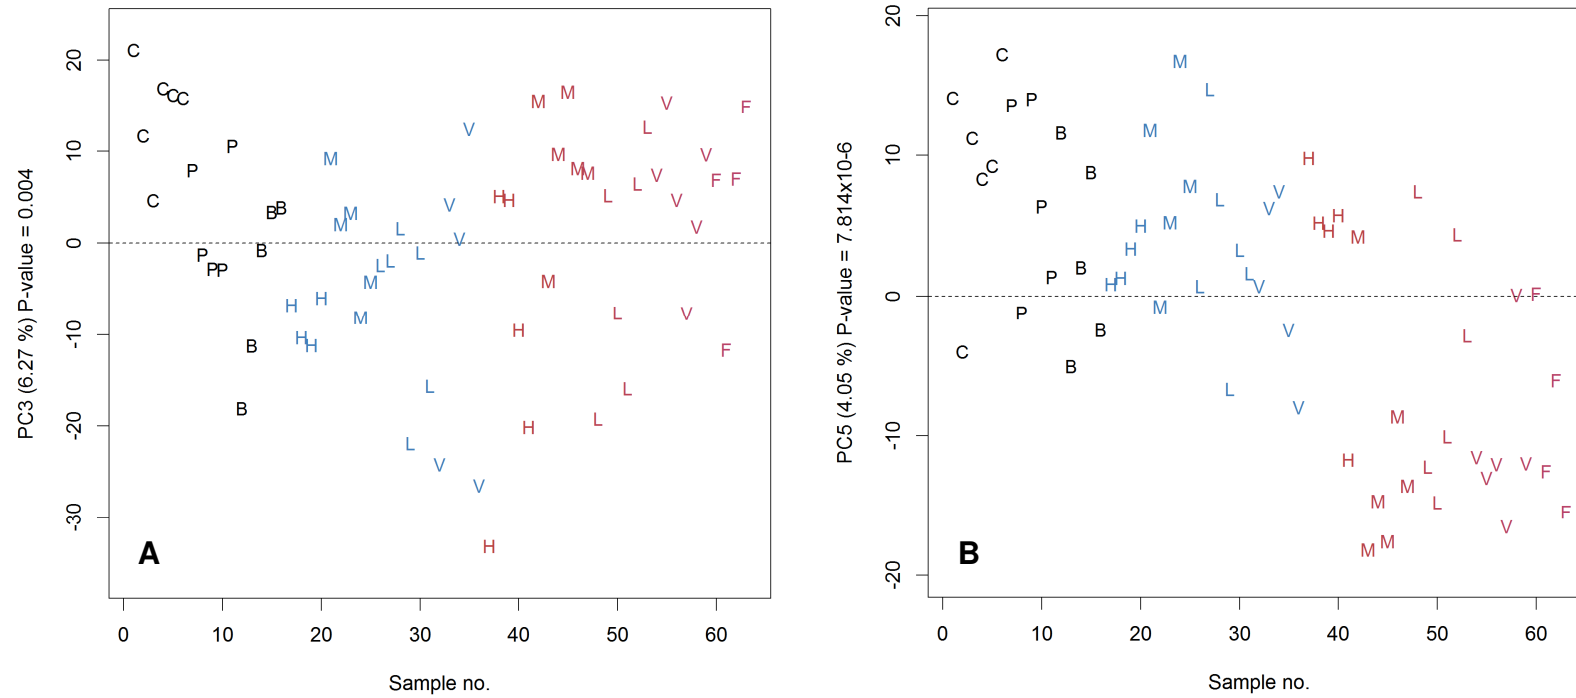 PC3 (6.27 %) P-value = 0.004
20
10
0
-10
-20
-30
C
C
C
C C C
P
P
P
P P
B
B
B
B B
H
H H
H
M
M
M
M
M
L
L
L
L
L
L
V
V
V
V
V
H
H H
H
H
M
M
M
M
M M
L
L
L
L
L
L
V
V
V
V
V
V
F
F
F
F
A
0 10 20 30 40 50 60
Sample no.
PC5 (4.05 %) P-value = 7.814x10-6
20
10
0
-10
-20
C
C
C
C
C
C
P
P
P
P
P
B
B
B
B
B
H H
H
H
M
M
M
M
M
L
L
L
L
L
L
V
V
V
V
V
H
H
H
H
H
M
M
M
M
M
M
L
L
L
L
L
L
V
V
V
V
V
V
F
F
F
F
B
0 10 20 30 40 50 60
Sample no.